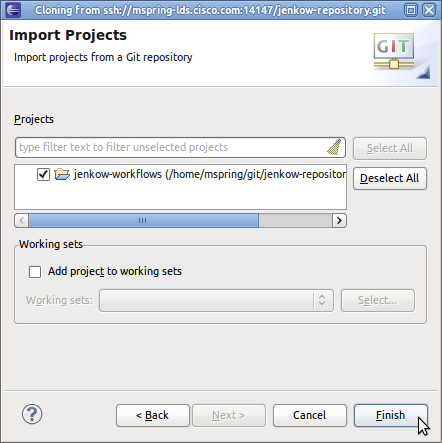 Cloning from ssh://mspring-lds.cisco.com:14147/jenkow-repository.git
Import Projects
Import projects from a Git repository
GIT
Projects
type filter text to filter unselected projects
Select All
jenkow-workflows (/home/mspring/git/jenkow-repositor
Deselect All
Working sets
Add project to working sets
Working sets:
Select...
?
< Back
Next >
Cancel
Finish